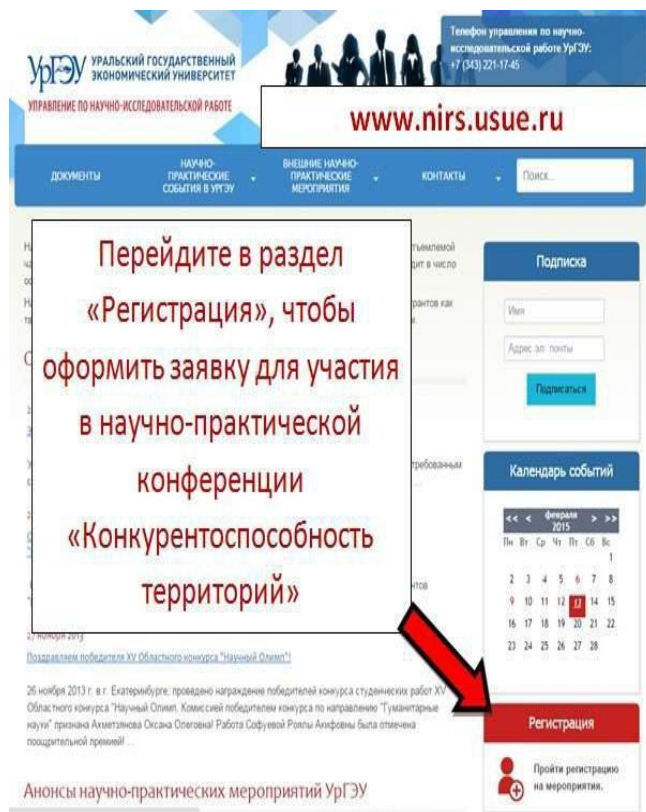 УрГЭУ УРАЛЬСКИЙ ГОСУДАРСТВЕННЫЙ
ЭКОНОМИЧЕСКИЙ УНИВЕРСИТЕТ
УПРАВЛЕНИЕ ПО НАУЧНО-ИССЛЕДОВАТЕЛЬСКОЙ РАБОТЕ
Телефон управления по научно-
исследовательской работе УрГЭУ:
+7 (343) 221-17-45
www.nirs.usue.ru
ДОКУМЕНТЫ
НАУЧНО-
ПРАКТИЧЕСКИЕ
СОБЫТИЯ В УРГЭУ
ВНЕШНИЕ НАУЧНО-
ПРАКТИЧЕСКИЕ
МЕРОПРИЯТИЯ
КОНТАКТЫ
Поиск...
Перейдите в раздел
«Регистрация», чтобы
оформить заявку для участия
в научно-практической
конференции
«Конкурентоспособность
территорий»
в число
грантов как
требованным
Подписка
Имя
Адрес эл. почты
Подписаться
Календарь событий
<< < февраля > >>
2015
Пн Вт Ср Чт Пт Сб Вс
1
2 3 4 5 6 7 8
9 10 11 12 13 14 15
16 17 18 19 20 21 22
23 24 25 26 27 28
27 ноября 2013
Поздравляем победителя XV Областного конкурса "Научный Олимп"!
26 ноября 2013 г. в г. Екатеринбурге, проведено награждение победителей конкурса студенческих работ XV
Областного конкурса "Научный Олимп. Комиссией победителем конкурса по направлению "Гуманитарные
науки" признана Ахметзянова Оксана Олеговна! Работа Софуевой Роялы Акифовны была отмечена
поощрительной премией! ...
Регистрация
Пройти регистрацию
на мероприятия.
Анонсы научно-практических мероприятий УрГЭУ